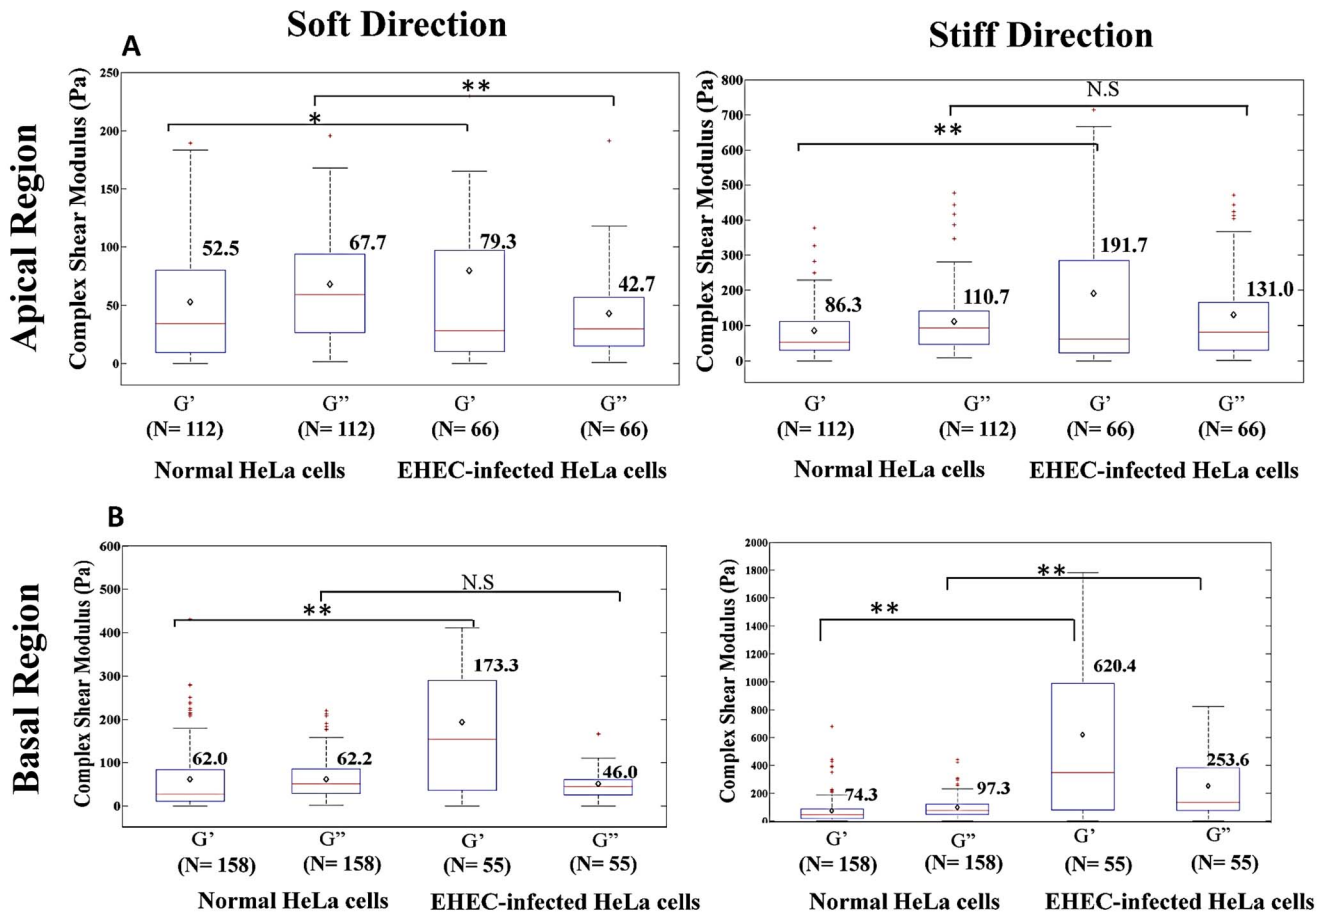 Soft Direction
Stiff Direction
A
Apical Region
Complex Shear Modulus (Pa)
250
200
150
100
50
0
**
*
52.5
67.7
79.3
42.7
G’
G’’
G’
G’’
(N= 112)
(N= 112)
(N= 66)
(N= 66)
Normal HeLa cells
EHEC-infected HeLa cells
Complex Shear Modulus (Pa)
800
700
600
500
400
300
200
100
0
N.S
**
86.3
110.7
191.7
131.0
G’
G’’
G’
G’’
(N= 112)
(N= 112)
(N= 66)
(N= 66)
Normal HeLa cells
EHEC-infected HeLa cells
B
Basal Region
Complex Shear Modulus (Pa)
600
500
400
300
200
100
0
N.S
**
62.0
62.2
173.3
46.0
G’
G’’
G’
G’’
(N= 158)
(N= 158)
(N= 55)
(N= 55)
Normal HeLa cells
EHEC-infected HeLa cells
Complex Shear Modulus (Pa)
2000
1800
1600
1400
1200
1000
800
600
400
200
0
**
**
74.3
97.3
620.4
253.6
G’
G’’
G’
G’’
(N= 158)
(N= 158)
(N= 55)
(N= 55)
Normal HeLa cells
EHEC-infected HeLa cells